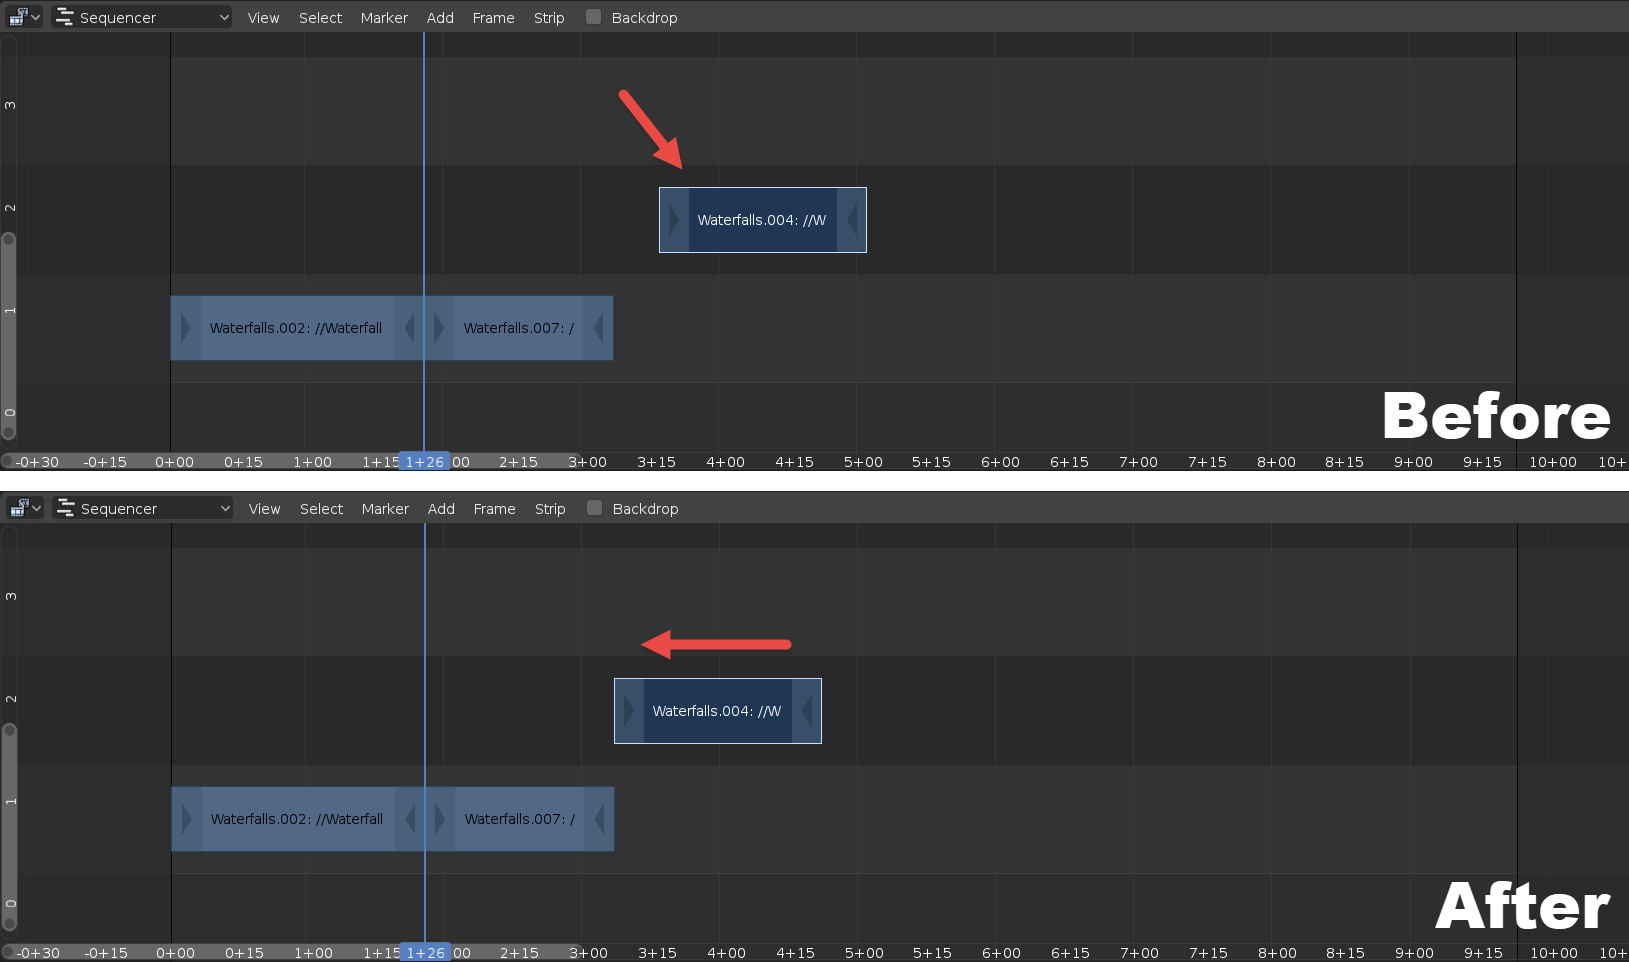 Sequencer View Select Marker Add Frame Strip Backdrop
3
2
Waterfalls.004: //W
1
Waterfalls.002: //Waterfall Waterfalls.007: /
0
Before
-0+30 -0+15 0+00 0+15 1+00 1+15 1+26 00 2+15 3+00 3+15 4+00 4+15 5+00 5+15 6+00 6+15 7+00 7+15 8+00 8+15 9+00 9+15 10+00 10+
Sequencer View Select Marker Add Frame Strip Backdrop
3
2
Waterfalls.004: //W
1
Waterfalls.002: //Waterfall Waterfalls.007: /
0
After
-0+30 -0+15 0+00 0+15 1+00 1+15 1+26 00 2+15 3+00 3+15 4+00 4+15 5+00 5+15 6+00 6+15 7+00 7+15 8+00 8+15 9+00 9+15 10+00 10+